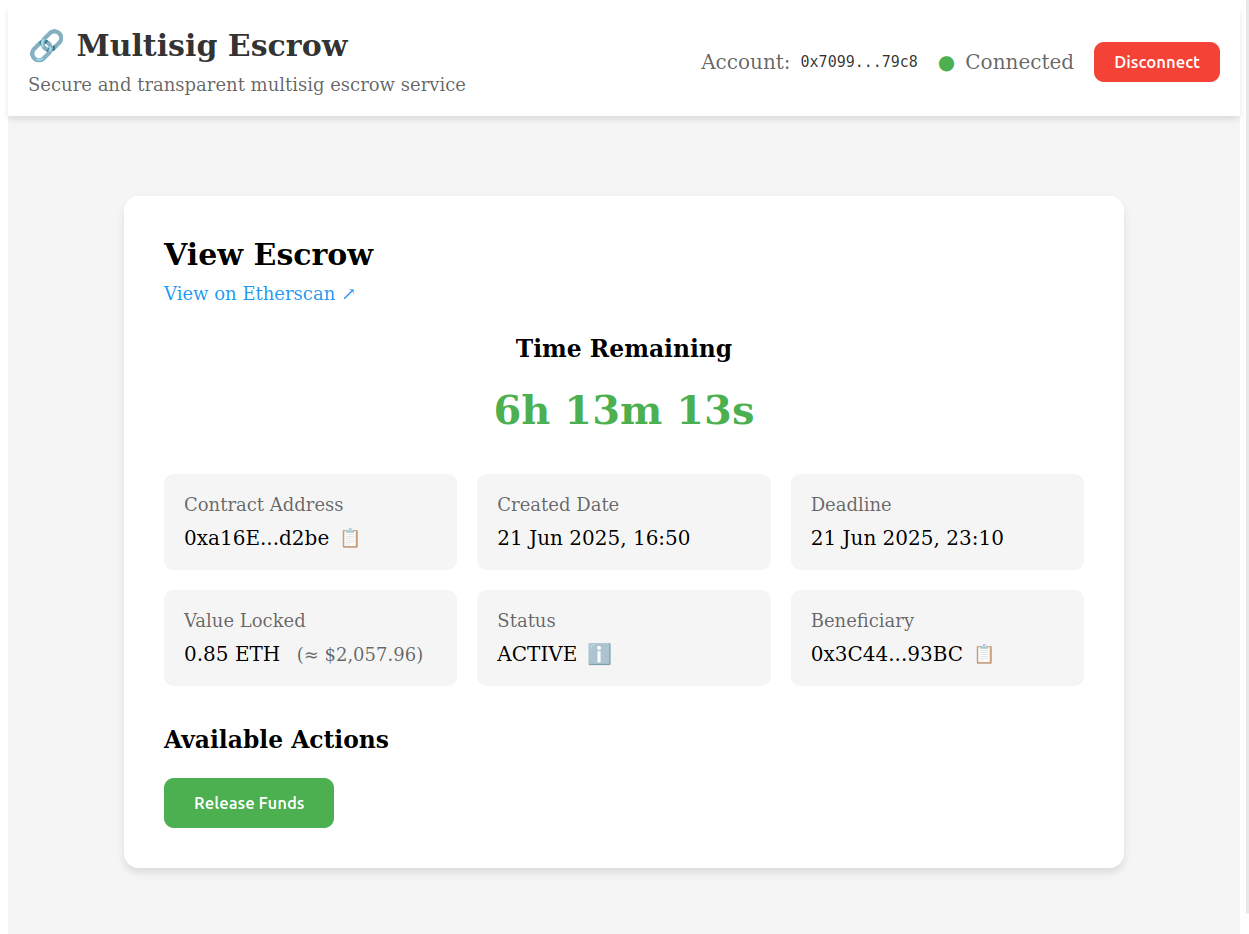 🔗 Multisig Escrow
Secure and transparent multisig escrow service
Account: 0x7099...79c8 Connected Disconnect
View Escrow
View on Etherscan ↗
Time Remaining
6h 13m 13s
Contract Address
0xa16E...d2be 📋
Created Date
21 Jun 2025, 16:50
Deadline
21 Jun 2025, 23:10
Value Locked
0.85 ETH (≈ $2,057.96)
Status
ACTIVE ℹ️
Beneficiary
0x3C44...93BC 📋
Available Actions
Release Funds